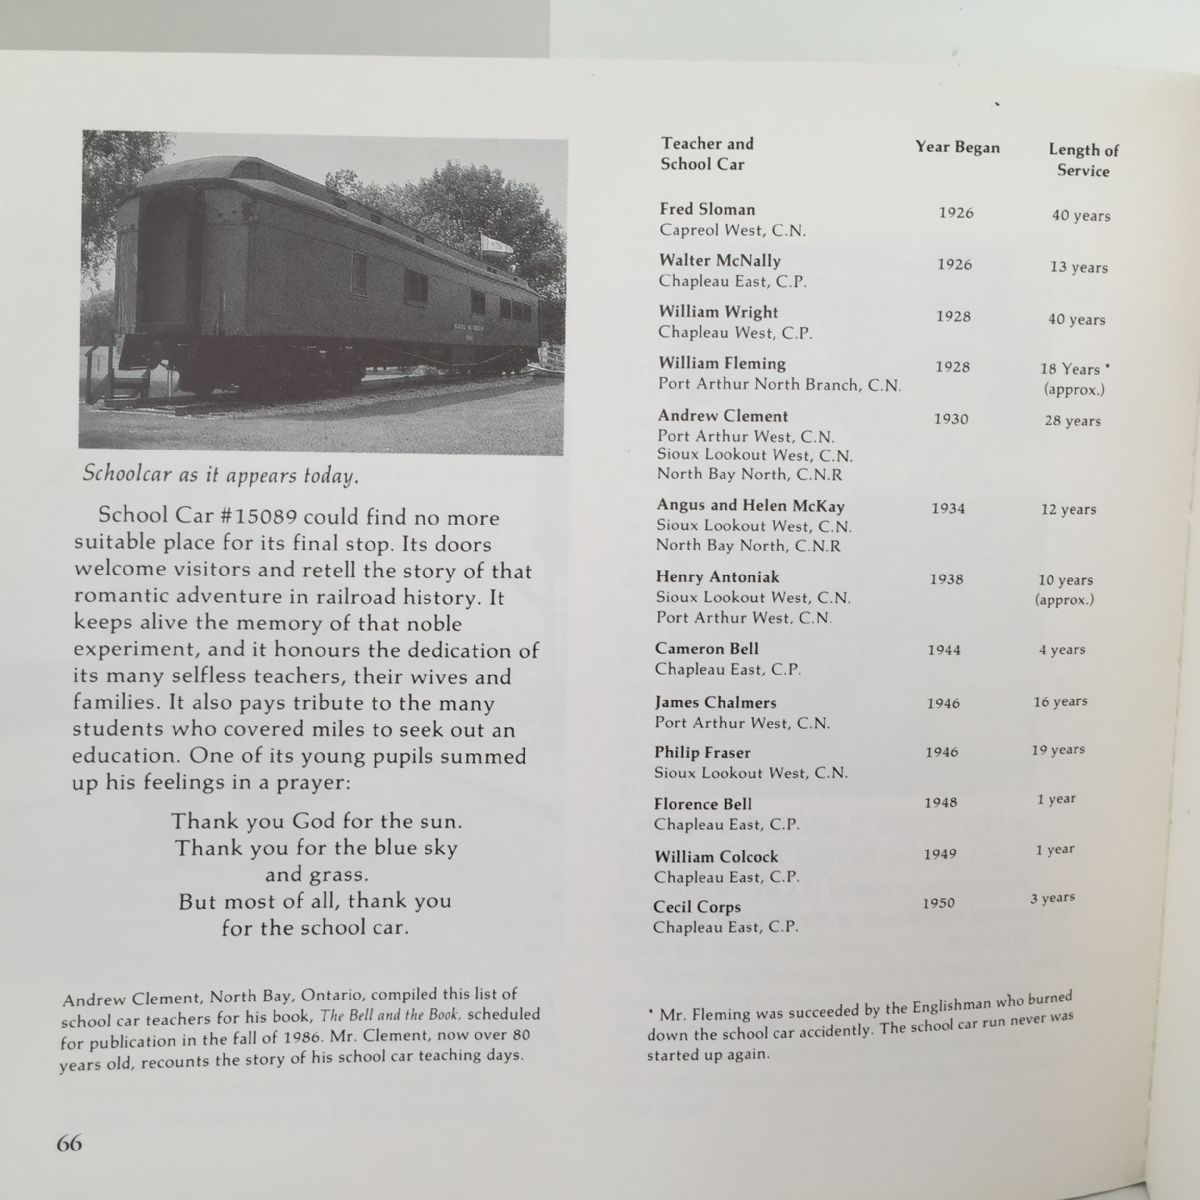 Schoolcar as it appears today.
School Car #15089 could find no more
suitable place for its final stop. Its doors
welcome visitors and retell the story of that
romantic adventure in railroad history. It
keeps alive the memory of that noble
experiment, and it honours the dedication of
its many selfless teachers, their wives and
families. It also pays tribute to the many
students who covered miles to seek out an
education. One of its young pupils summed
up his feelings in a prayer:
Thank you God for the sun.
Thank you for the blue sky
and grass.
But most of all, thank you
for the school car.
Andrew Clement, North Bay, Ontario, compiled this list of
school car teachers for his book, The Bell and the Book, scheduled
for publication in the fall of 1986. Mr. Clement, now over 80
years old, recounts the story of his school car teaching days.
66
Teacher and
School Car
Year Began
Length of
Service
Fred Sloman 1926 40 years
Capreol West, C.N.
Walter McNally 1926 13 years
Chapleau East, C.P.
William Wright 1928 40 years
Chapleau West, C.P.
William Fleming 1928 18 Years *
Port Arthur North Branch, C.N. (approx.)
Andrew Clement 1930 28 years
Port Arthur West, C.N.
Sioux Lookout West, C.N.
North Bay North, C.N.R
Angus and Helen McKay 1934 12 years
Sioux Lookout West, C.N.
North Bay North, C.N.R
Henry Antoniak 1938 10 years
Sioux Lookout West, C.N. (approx.)
Port Arthur West, C.N.
Cameron Bell 1944 4 years
Chapleau East, C.P.
James Chalmers 1946 16 years
Port Arthur West, C.N.
Philip Fraser 1946 19 years
Sioux Lookout West, C.N.
Florence Bell 1948 1 year
Chapleau East, C.P.
William Colcock 1949 1 year
Chapleau East, C.P.
Cecil Corps 1950 3 years
Chapleau East, C.P.
* Mr. Fleming was succeeded by the Englishman who burned
down the school car accidently. The school car run never was
started up again.